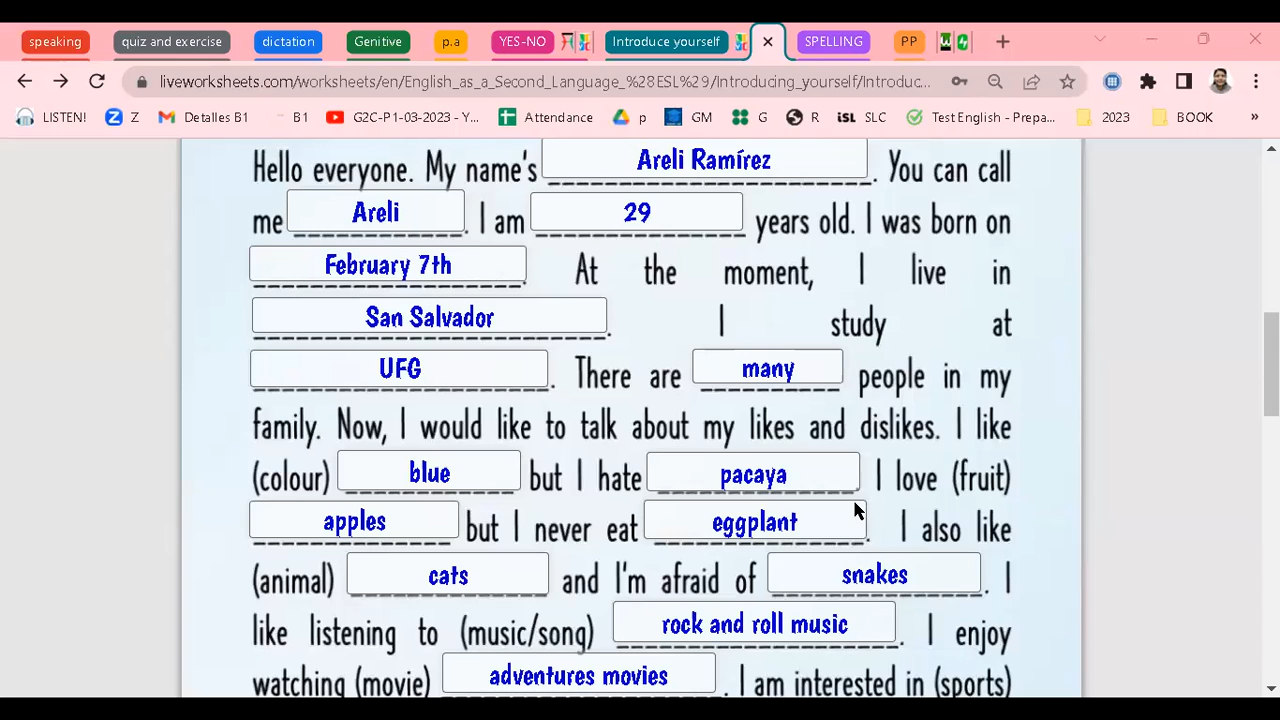 speaking quiz and exercise dictation Genitive p.a YES-NO Introduce yourself SPELLING PP
liveworksheets.com/worksheets/en/English_as_a_Second_Language_%28ESL%29/Introducing_yourself/Introduc...
LISTEN! Z Detalles B1 B1 G2C-P1-03-2023 - Y... Attendance p GM G R SLC Test English - Prepa... 2023 BOOK »
Hello everyone. My name's Areli Ramírez. You can call
me Areli. I am 29 years old. I was born on
February 7th. At the moment, I live in
San Salvador. I study at
UFG. There are many people in my
family. Now, I would like to talk about my likes and dislikes. I like
(colour) blue but I hate pacaya. I love (fruit)
apples but I never eat eggplant. I also like
(animal) cats and I'm afraid of snakes. I
like listening to (music/song) rock and roll music. I enjoy
watching (movie) adventures movies. I am interested in (sports)